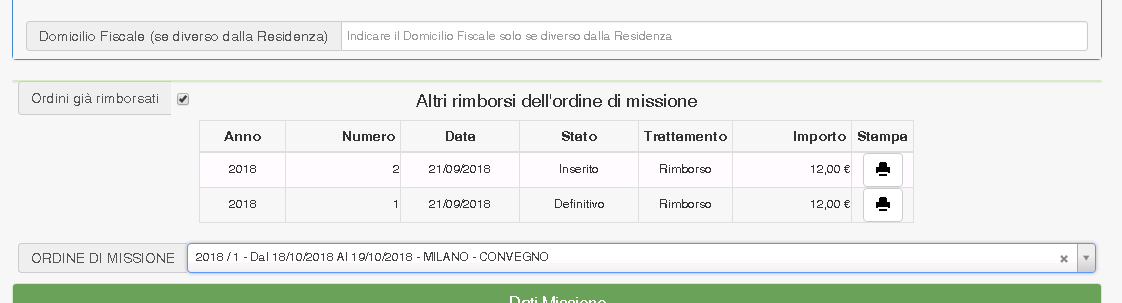 Domicilio Fiscale (se diverso dalla Residenza) Indicare il Domicilio Fiscale solo se diverso dalla Residenza
Ordini già rimborsati
Altri rimborsi dell'ordine di missione
Anno Numero Data Stato Trattamento Importo Stampa
2018 2 21/09/2018 Inserito Rimborso 12,00 €
2018 1 21/09/2018 Definitivo Rimborso 12,00 €
ORDINE DI MISSIONE 2018 / 1 - Dal 18/10/2018 Al 19/10/2018 - MILANO - CONVEGNO
Dati Missione